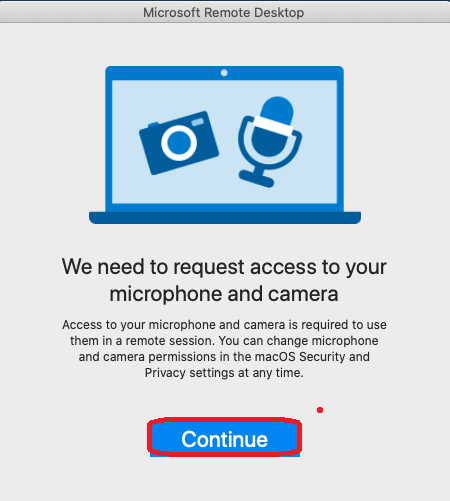 Microsoft Remote Desktop
We need to request access to your
microphone and camera
Access to your microphone and camera is required to use
them in a remote session. You can change microphone
and camera permissions in the macOS Security and
Privacy settings at any time.
Continue